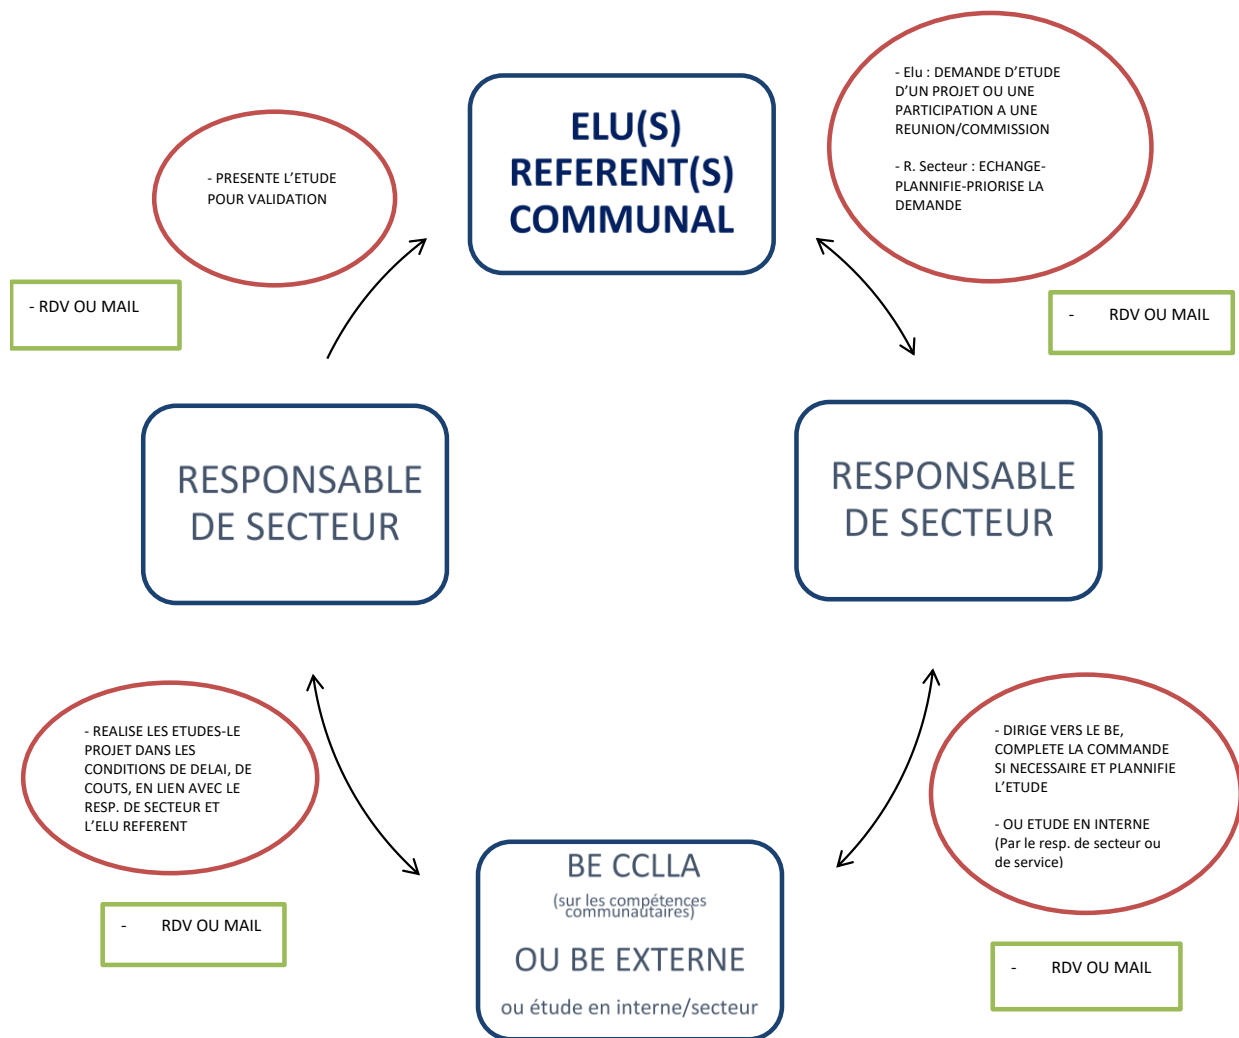 ELU(S)
REFERENT(S)
COMMUNAL
- Elu : DEMANDE D'ETUDE
D'UN PROJET OU UNE
PARTICIPATION A UNE
REUNION/COMMISSION
- R. Secteur : ECHANGE-
PLANNIFIE-PRIORISE LA
DEMANDE
- PRESENTE L'ETUDE
POUR VALIDATION
- RDV OU MAIL
- RDV OU MAIL
RESPONSABLE
DE SECTEUR
RESPONSABLE
DE SECTEUR
- REALISE LES ETUDES-LE
PROJET DANS LES
CONDITIONS DE DELAI, DE
COUTS, EN LIEN AVEC LE
RESP. DE SECTEUR ET
L'ELU REFERENT
- DIRIGE VERS LE BE,
COMPLETE LA COMMANDE
SI NECESSAIRE ET PLANNIFIE
L'ETUDE
- OU ETUDE EN INTERNE
(Par le resp. de secteur ou
de service)
BE CCLLA
(sur les compétences
communautaires)
OU BE EXTERNE
ou étude en interne/secteur
- RDV OU MAIL
- RDV OU MAIL